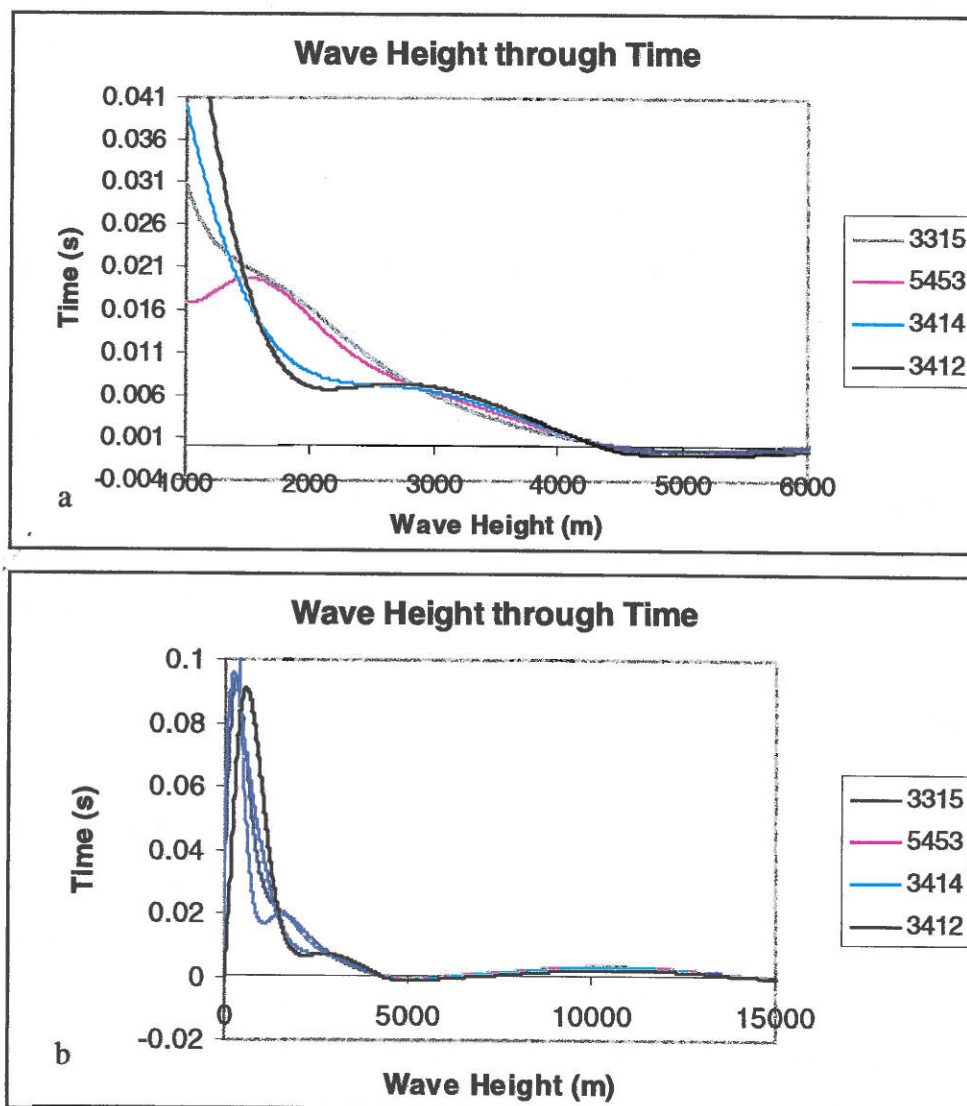 Wave Height through Time
0.041
0.036
0.031
0.026
0.021
0.016
0.011
0.006
0.001
-0.004
Time (s)
1000 2000 3000 4000 5000 6000
Wave Height (m)
3315
5453
3414
3412
a
Wave Height through Time
0.1
0.08
0.06
0.04
0.02
0
-0.02
Time (s)
0 5000 10000 15000
Wave Height (m)
3315
5453
3414
3412
b